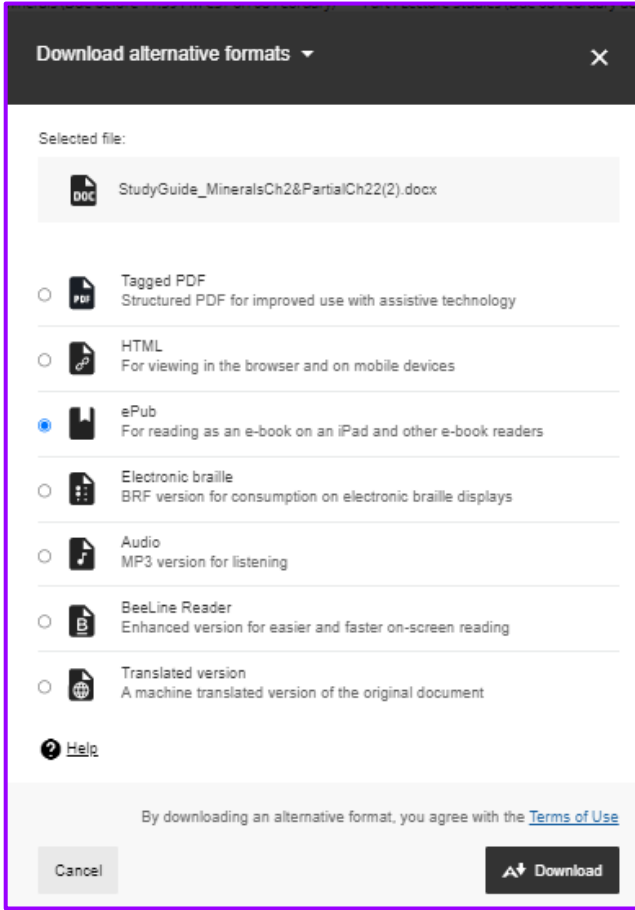 Download alternative formats
Selected file:
DOC
StudyGuide_MineralsCh2&PartialCh22(2).docx
PDF
Tagged PDF
Structured PDF for improved use with assistive technology
HTML
For viewing in the browser and on mobile devices
ePub
For reading as an e-book on an iPad and other e-book readers
Electronic braille
BRF version for consumption on electronic braille displays
Audio
MP3 version for listening
B
BeeLine Reader
Enhanced version for easier and faster on-screen reading
Translated version
A machine translated version of the original document
? Help
By downloading an alternative format, you agree with the Terms of Use
Cancel
A Download